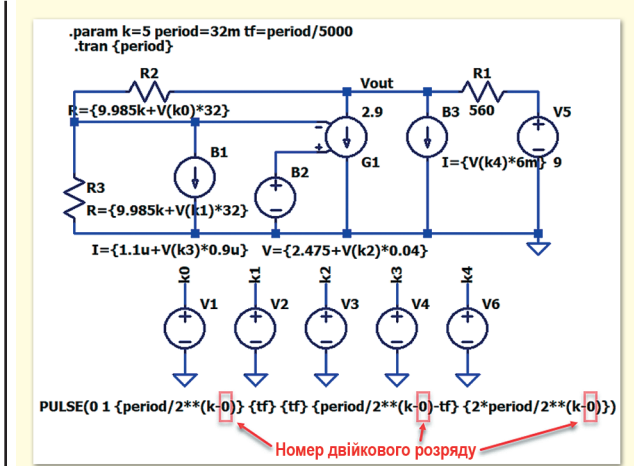 .param k=5 period=32m tf=period/5000
.tran {period}
R2
R={9.985k+V(k0)*32}
Vout
R1
560
2.9
G1
B3
I={V(k4)*6m}
V5
9
B1
B2
R3
R={9.985k+V(k1)*32}
I={1.1u+V(k3)*0.9u} V={2.475+V(k2)*0.04}
k0 k1 k2 k3 k4
V1 V2 V3 V4 V6
PULSE(0 1 {period/2**(k-0)} {tf} {tf} {period/2**(k-0)-tf} {2*period/2**(k-0)})
Номер двійкового розряду